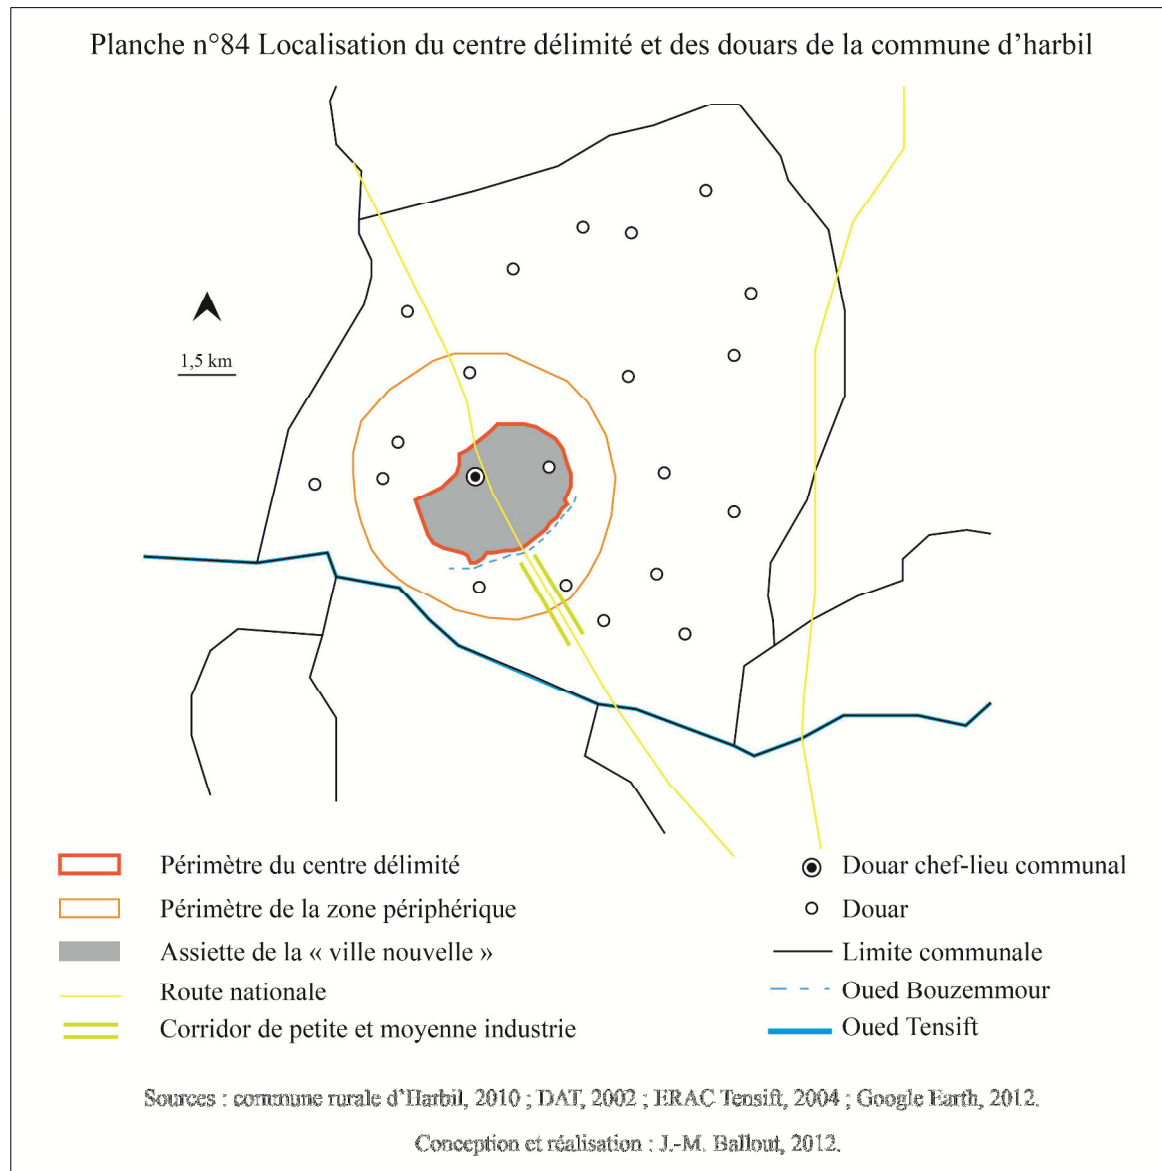 Planche n°84 Localisation du centre délimité et des douars de la commune d'harbil
1,5 km
Périmètre du centre délimité
Périmètre de la zone périphérique
Assiette de la « ville nouvelle »
Route nationale
Corridor de petite et moyenne industrie
Douar chef-lieu communal
Douar
Limite communale
Oued Bouzemmour
Oued Tensift
Sources : commune rurale d'Harbil, 2010 ; DAT, 2002 ; ERAC Tensift, 2004 ; Google Earth, 2012.
Conception et réalisation : J.-M. Ballout, 2012.